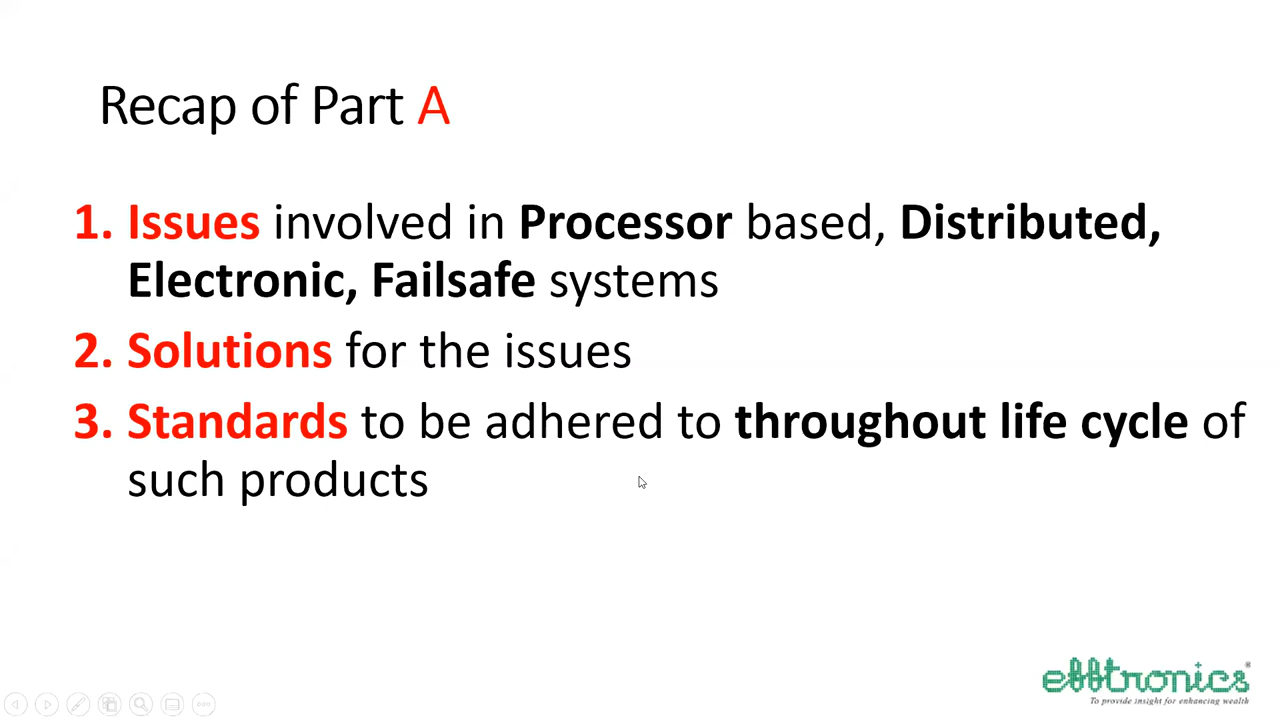 Recap of Part A
1. Issues involved in Processor based, Distributed,
Electronic, Failsafe systems
2. Solutions for the issues
3. Standards to be adhered to throughout life cycle of
such products
efftronics®
To provide insight for enhancing wealth